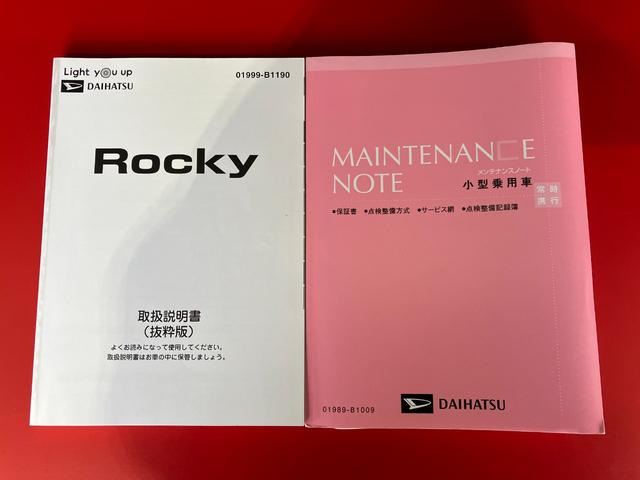 Light you up
DAIHATSU
01999-B1190
Rocky
取扱説明書
(抜粋版)
よくお読みになって使用してください。
取扱説明書はお車の中に保管しましょう。
MAINTENANCE
NOTE
メンテナンスノート
小型乗用車
常時
携行
●保証書 ●点検整備方式 ●サービス網 ●点検整備記録簿
01989-B1009
DAIHATSU